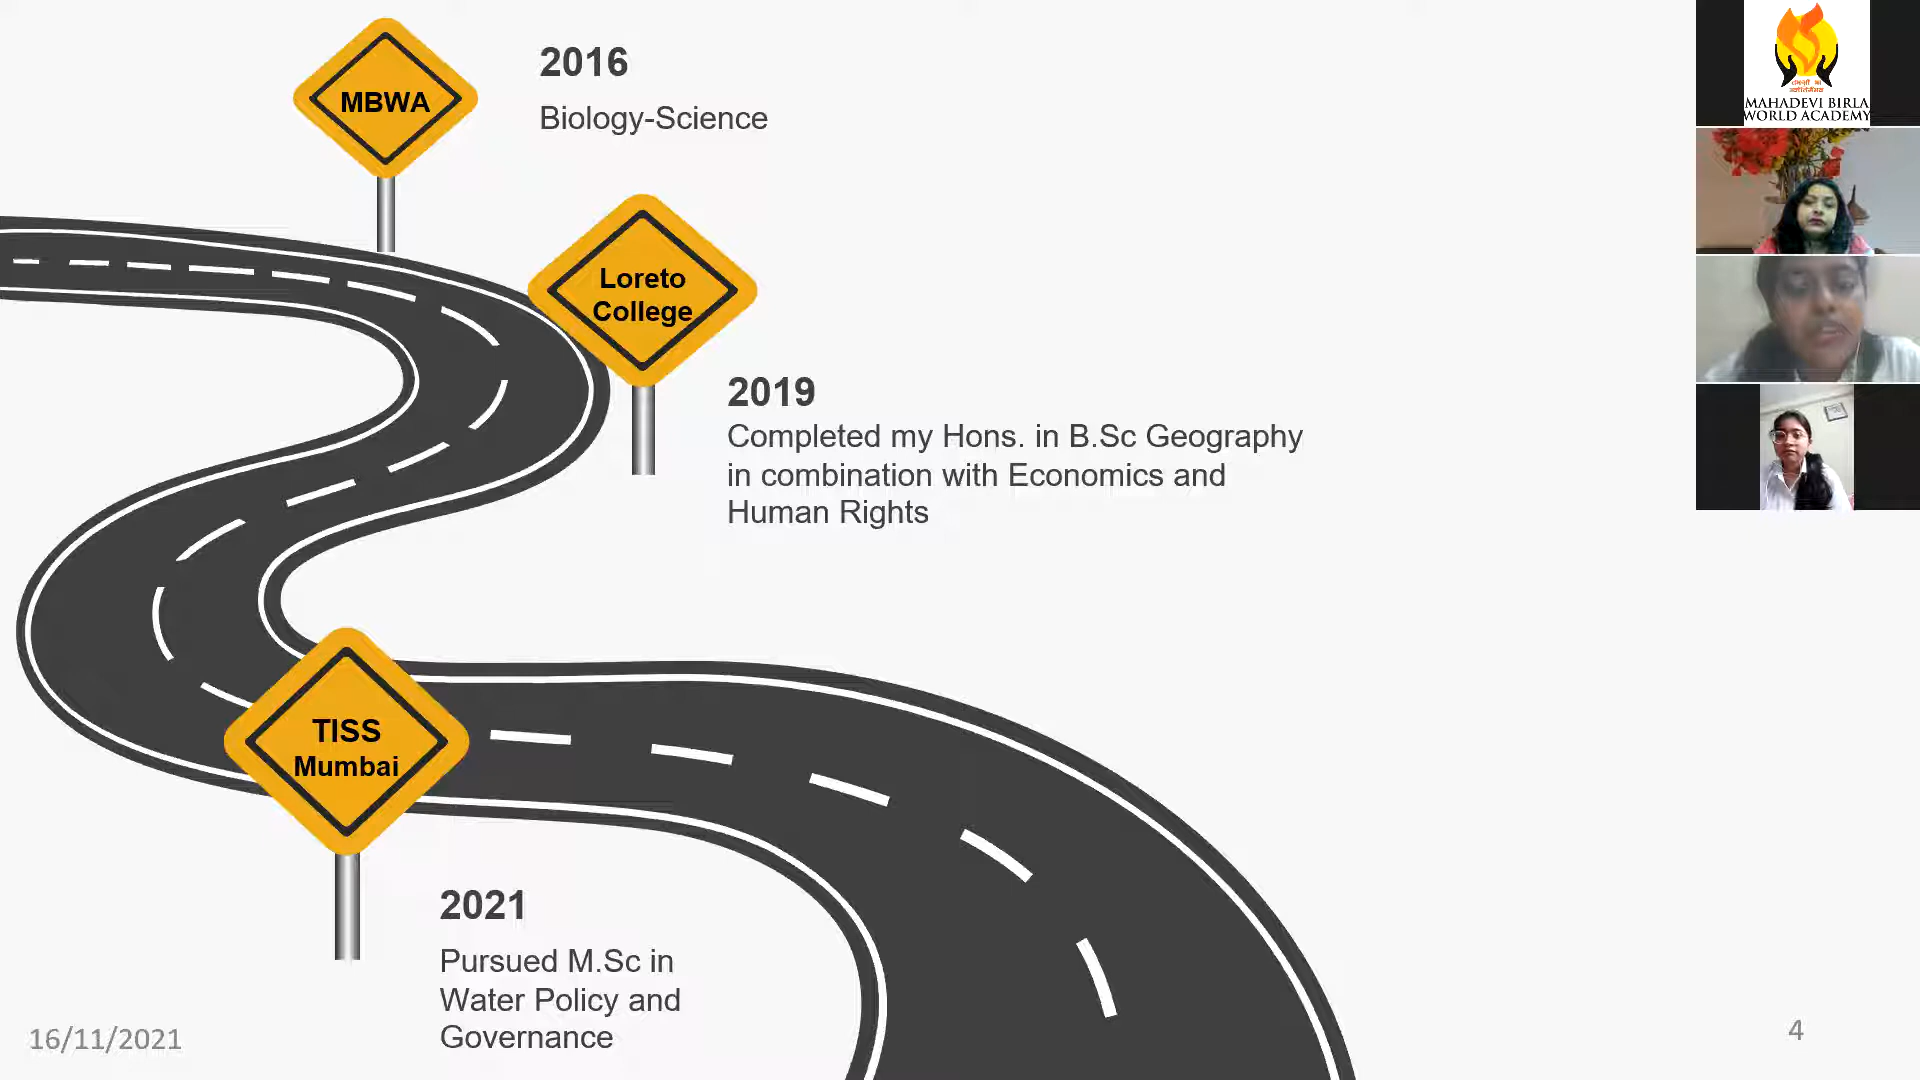 MBWA
2016
Biology-Science
Loreto
College
2019
Completed my Hons. in B.Sc Geography
in combination with Economics and
Human Rights
TISS
Mumbai
2021
Pursued M.Sc in
Water Policy and
Governance
16/11/2021
4
MAHADEVI BIRLA
WORLD ACADEMY